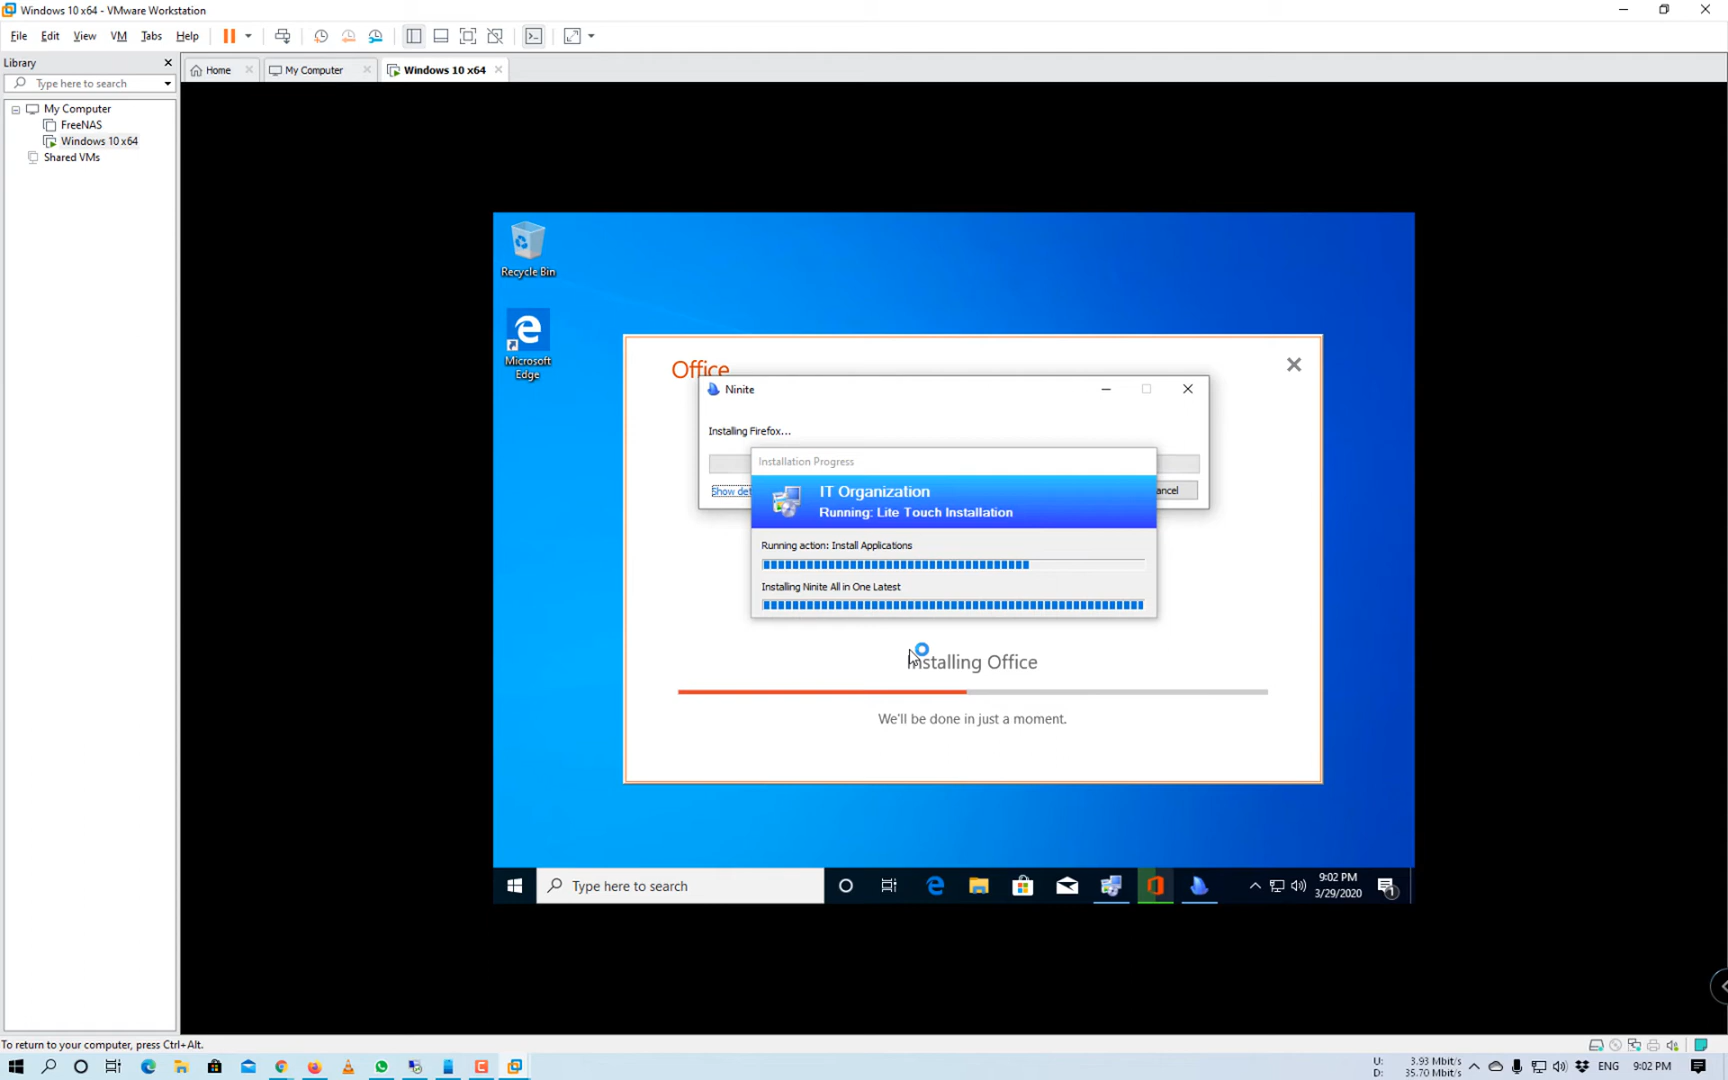 Windows 10 x64 - VMware Workstation
File Edit View VM Tabs Help
Library
Home My Computer Windows 10 x64
Type here to search
My Computer
FreeNAS
Windows 10 x64
Shared VMs
Recycle Bin
Microsoft
Edge
Office
Ninite
Installing Firefox...
Show det
ancel
Installation Progress
IT Organization
Running: Lite Touch Installation
Running action: Install Applications
Installing Ninite All in One Latest
Installing Office
We'll be done in just a moment.
Type here to search
9:02 PM
3/29/2020
1
To return to your computer, press Ctrl+Alt.
U: 3.93 Mbit/s
D: 35.70 Mbit/s
ENG 9:02 PM